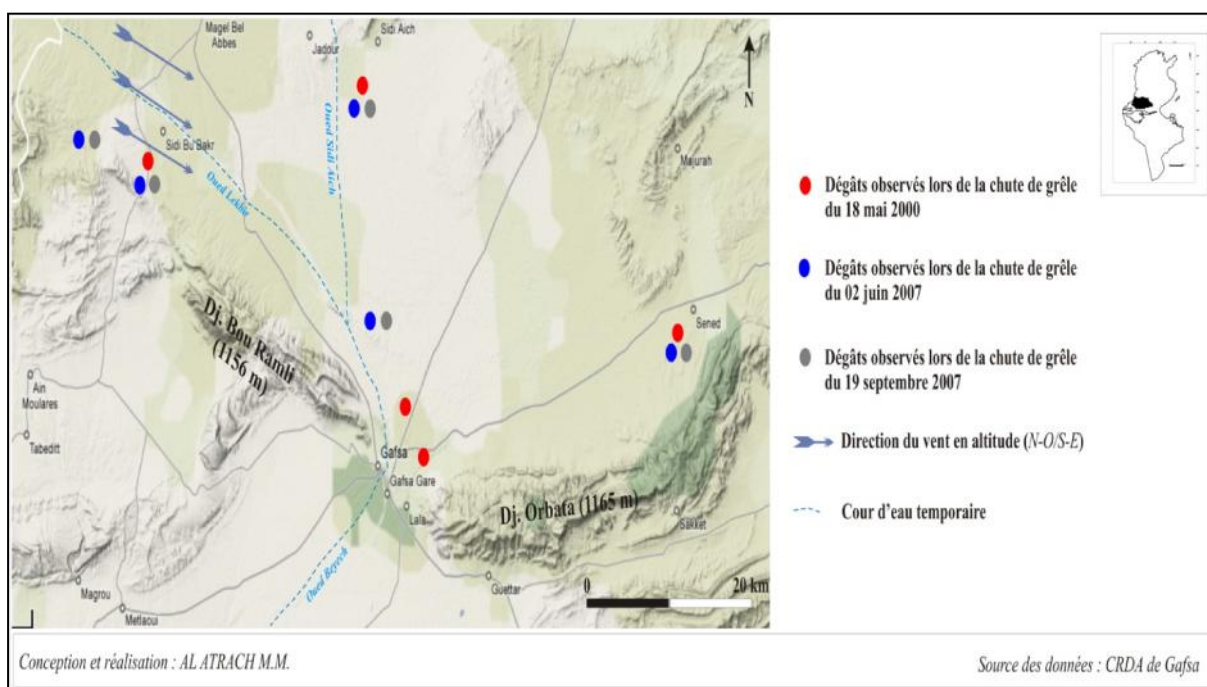 Magel Bel
Abbes
Jadour
Sidi Aich
N
Sidi Bu Bakr
Oued Sidi Aich
Majurah
Oued Lekbir
Dj. Bou Ramli
(1156 m)
Sened
Ain
Moulares
Tabeditt
Gafsa
Gafsa Gare
Lala
Dj. Orbata (1165 m)
Sakket
Oued Beyech
Guettar
0 20 km
Magrou
Metlaoui
Dégâts observés lors de la chute de grêle
du 18 mai 2000
Dégâts observés lors de la chute de grêle
du 02 juin 2007
Dégâts observés lors de la chute de grêle
du 19 septembre 2007
Direction du vent en altitude (N-O/S-E)
Cour d'eau temporaire
Conception et réalisation : AL ATRACH M.M.
Source des données : CRDA de Gafsa